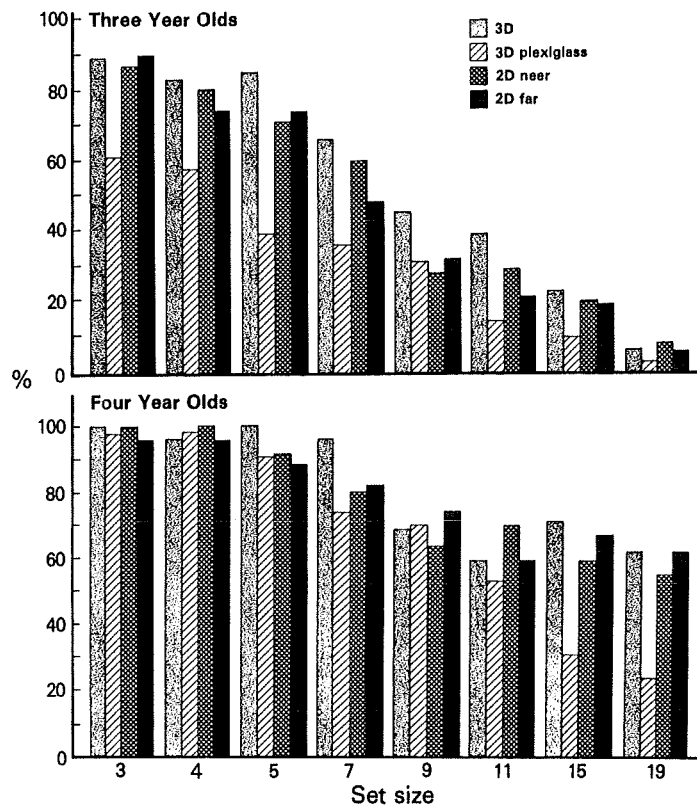 Three Year Olds
3D
3D plexiglass
2D near
2D far
100
80
60
40
20
0
%
Four Year Olds
100
80
60
40
20
0
3 4 5 7 9 11 15 19
Set size